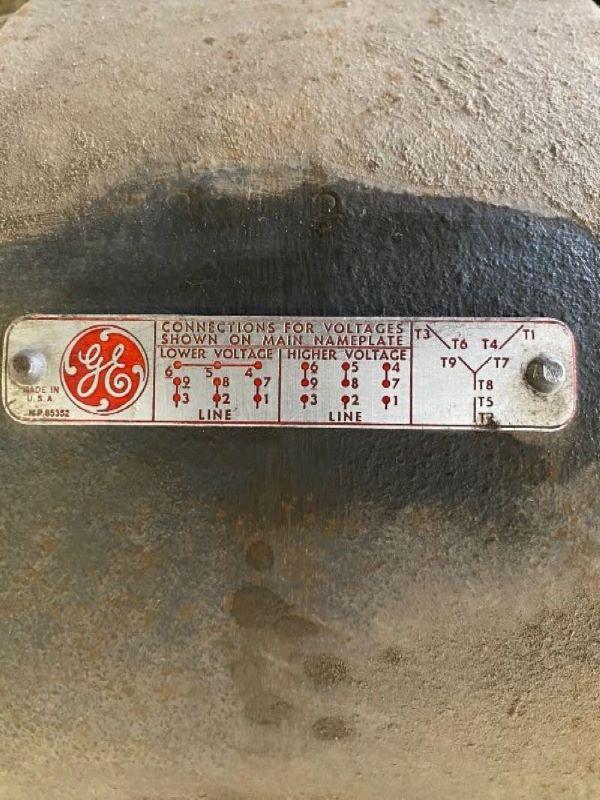 CONNECTIONS FOR VOLTAGES
SHOWN ON MAIN NAMEPLATE
LOWER VOLTAGE HIGHER VOLTAGE
6 5 4 6 5 4
9 8 7 9 8 7
3 2 1 3 2 1
LINE LINE
GE
MADE IN
U.S.A.
N.P. 85352
T3 T6 T4 T1
T9 T7
T8
T5
T2